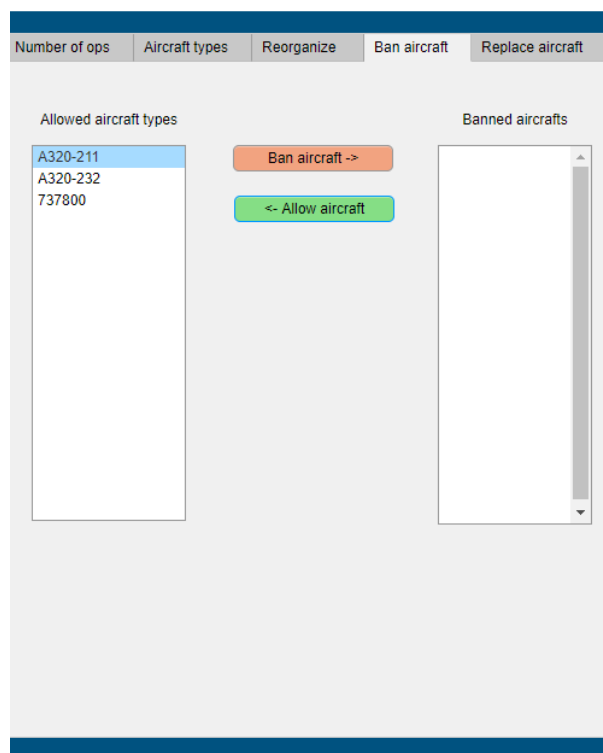 Number of ops Aircraft types Reorganize Ban aircraft Replace aircraft
Allowed aircraft types Banned aircrafts
A320-211
A320-232
737800
Ban aircraft ->
<- Allow aircraft